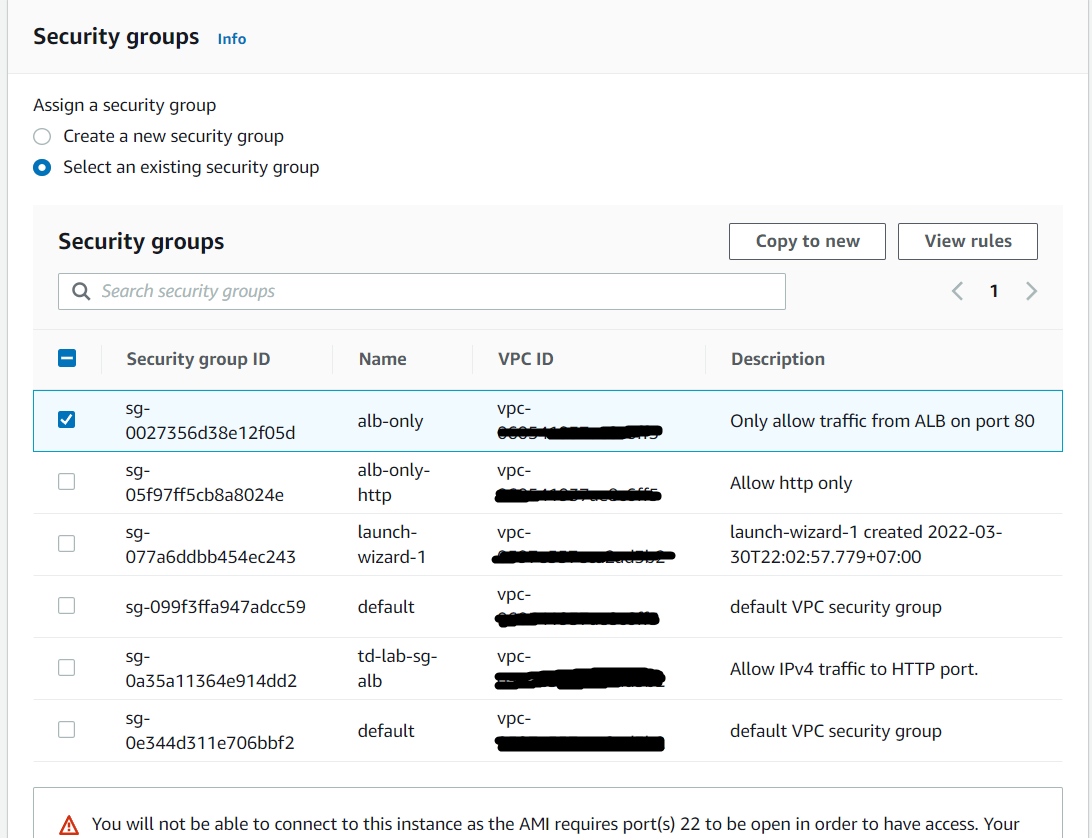 Security groups Info
Assign a security group
Create a new security group
Select an existing security group
Security groups
Copy to new
View rules
Search security groups
1
Security group ID Name VPC ID Description
sg-
0027356d38e12f05d
alb-only
vpc-
Only allow traffic from ALB on port 80
sg-
05f97ff5cb8a8024e
alb-only-
http
vpc-
Allow http only
sg-
077a6ddbb454ec243
launch-
wizard-1
vpc-
launch-wizard-1 created 2022-03-
30T22:02:57.779+07:00
sg-099f3ffa947adcc59
default
vpc-
default VPC security group
sg-
0a35a11364e914dd2
td-lab-sg-
alb
vpc-
Allow IPv4 traffic to HTTP port.
sg-
0e344d311e706bbf2
default
vpc-
default VPC security group
You will not be able to connect to this instance as the AMI requires port(s) 22 to be open in order to have access. Your